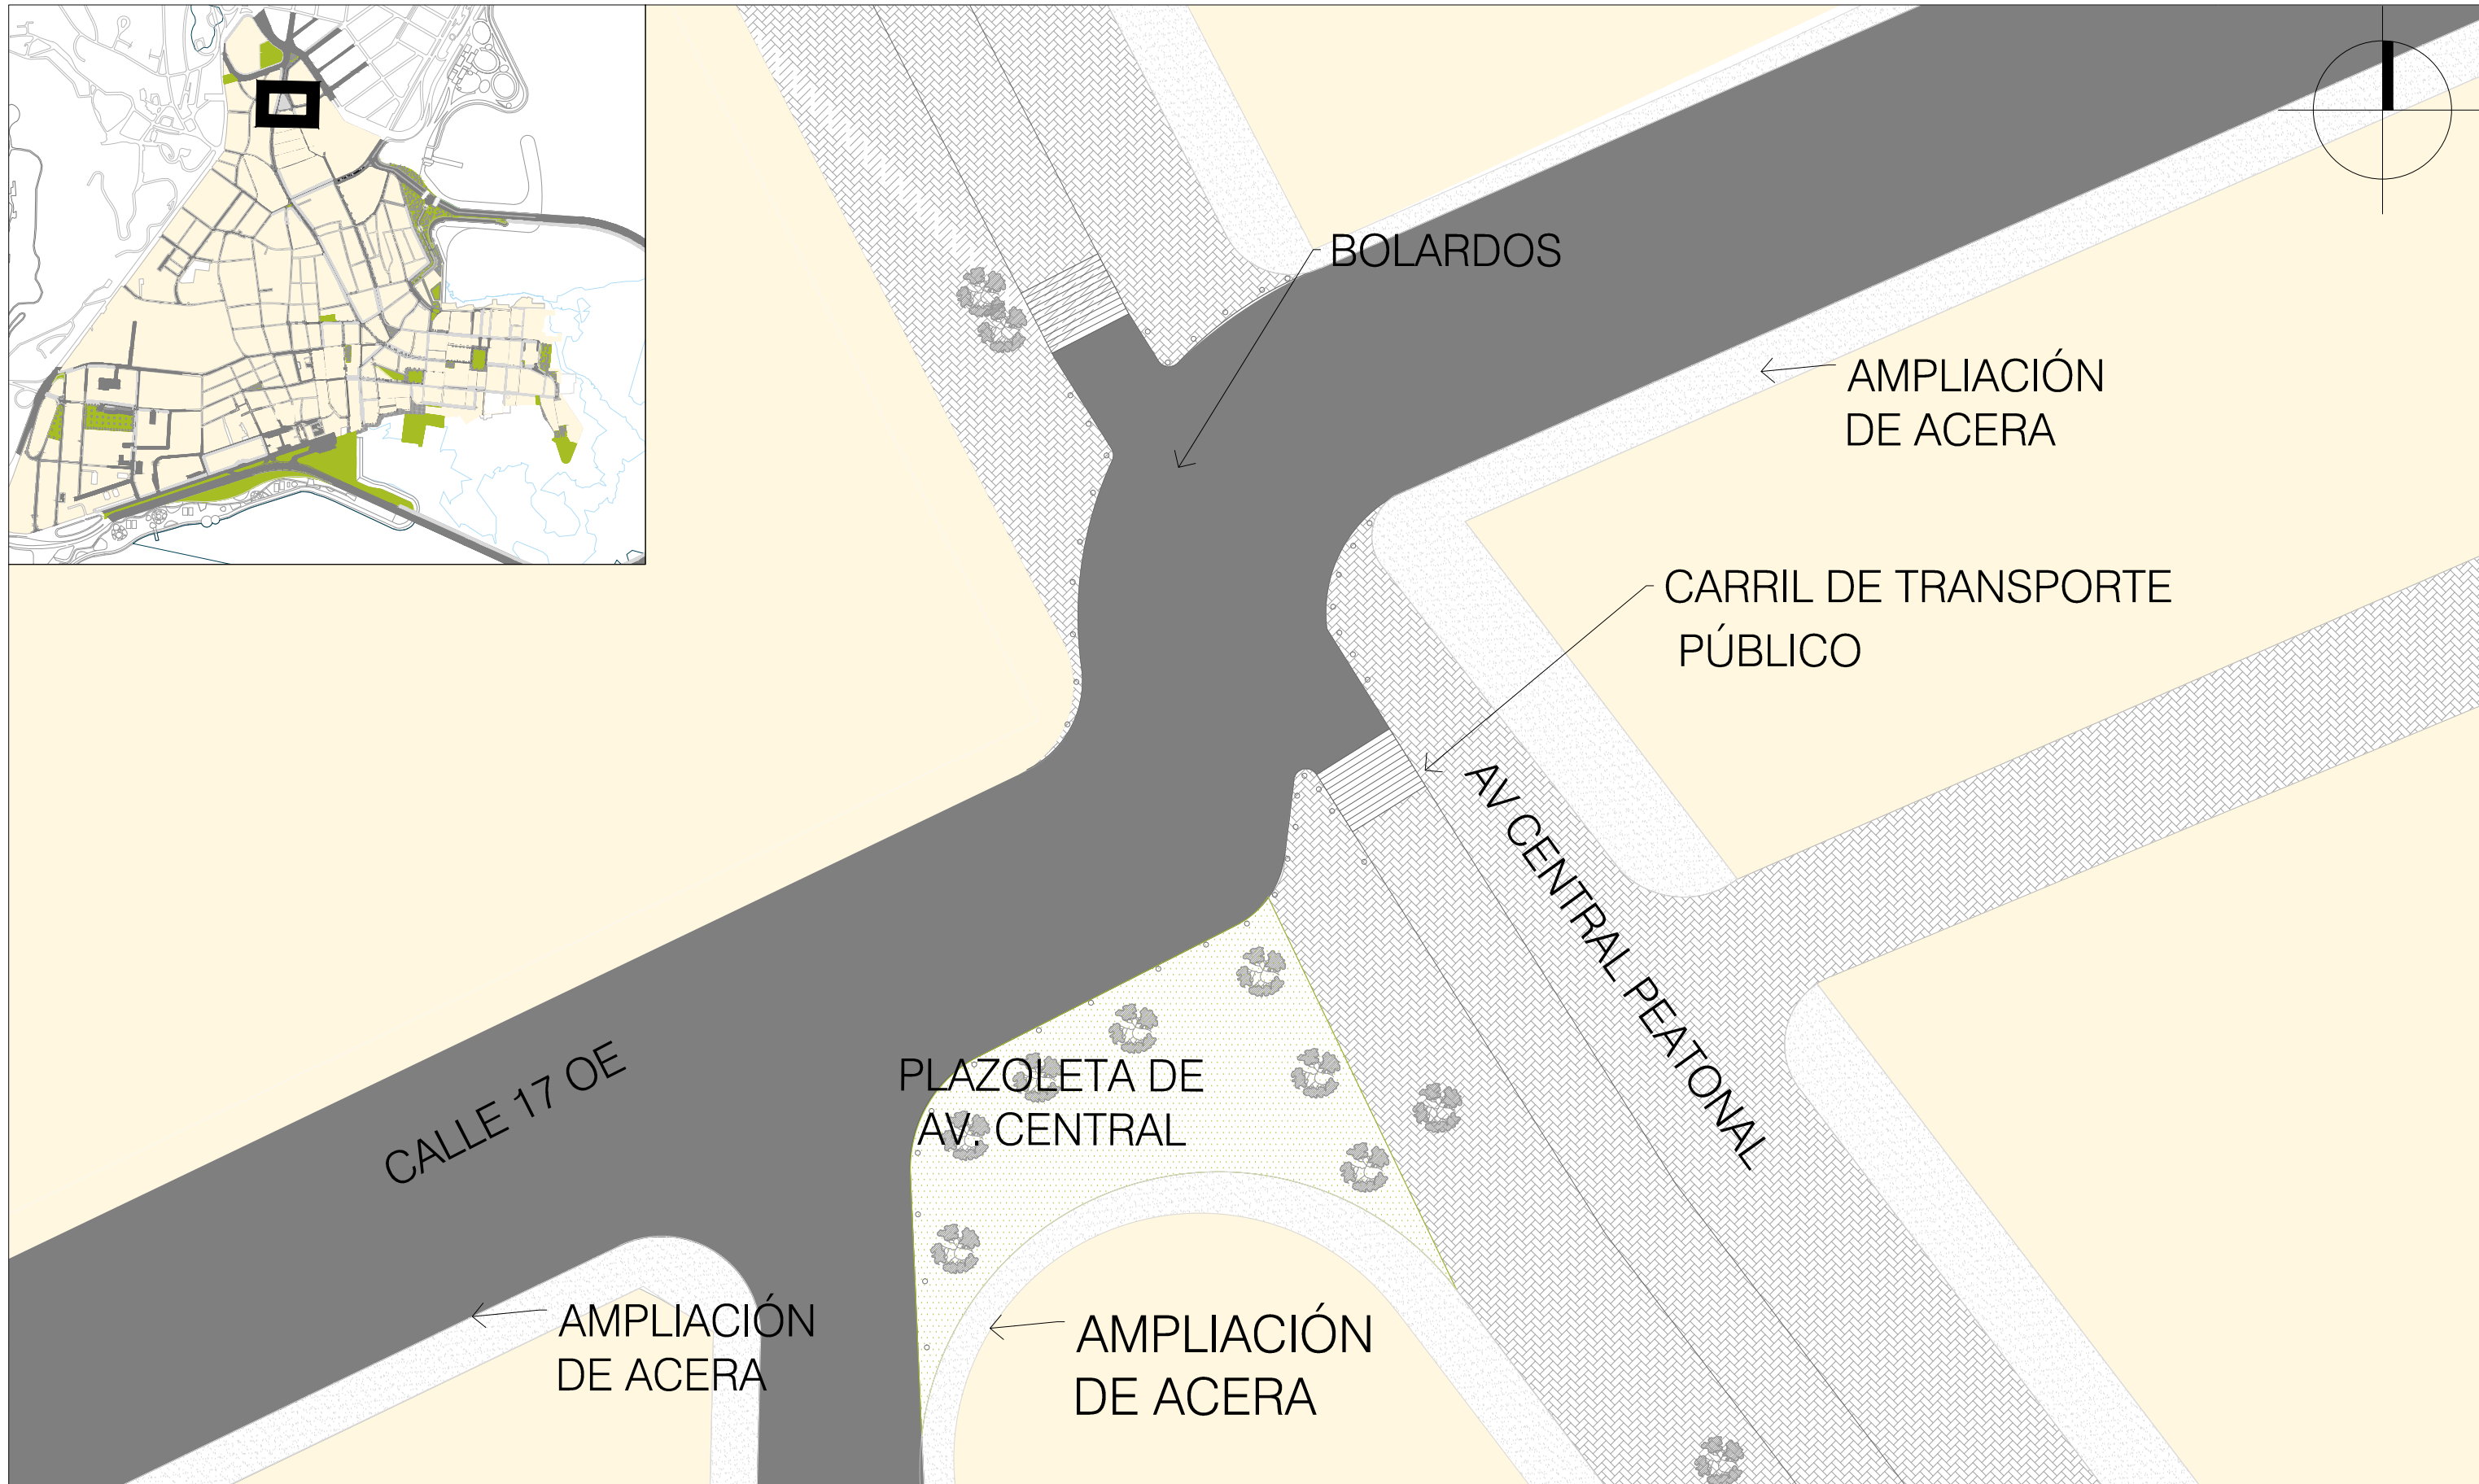 BOLARDOS
AMPLIACIÓN
DE ACERA
CARRIL DE TRANSPORTE
PÚBLICO
AV CENTRAL PEATONAL
CALLE 17 OE
PLAZOLETA DE
AV. CENTRAL
AMPLIACIÓN
DE ACERA
AMPLIACIÓN
DE ACERA